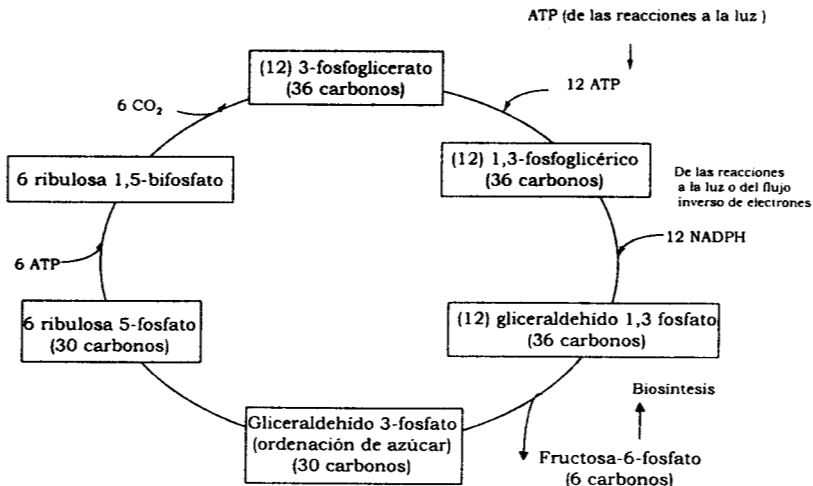 ATP (de las reacciones a la luz )
(12) 3-fosfoglicerato
(36 carbonos)
12 ATP
6 CO₂
(12) 1,3-fosfoglicérico
(36 carbonos)
6 ribulosa 1,5-bifosfato
De las reacciones
a la luz o del flujo
inverso de electrones
12 NADPH
6 ATP
6 ribulosa 5-fosfato
(30 carbonos)
(12) gliceraldehido 1,3 fosfato
(36 carbonos)
Biosintesis
Gliceraldehído 3-fosfato
(ordenación de azúcar)
(30 carbonos)
Fructosa-6-fosfato
(6 carbonos)